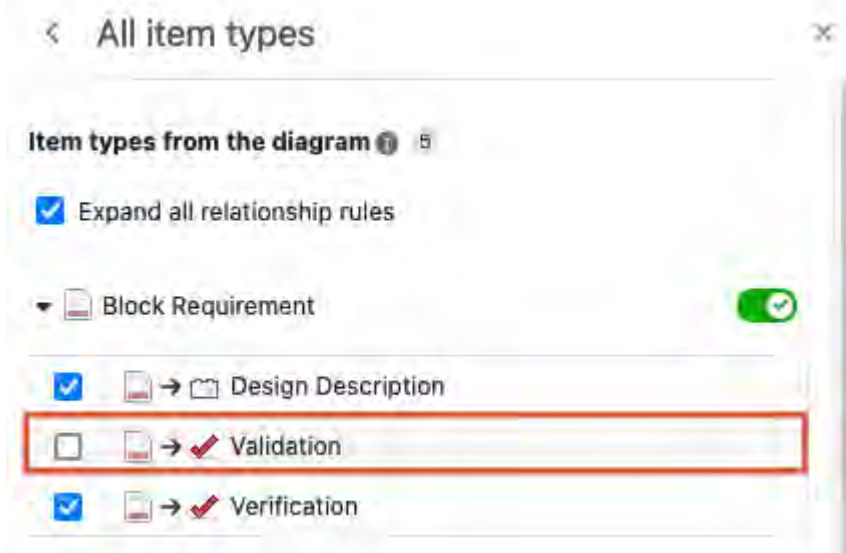 All item types
Item types from the diagram 5
Expand all relationship rules
Block Requirement
Design Description
Validation
Verification